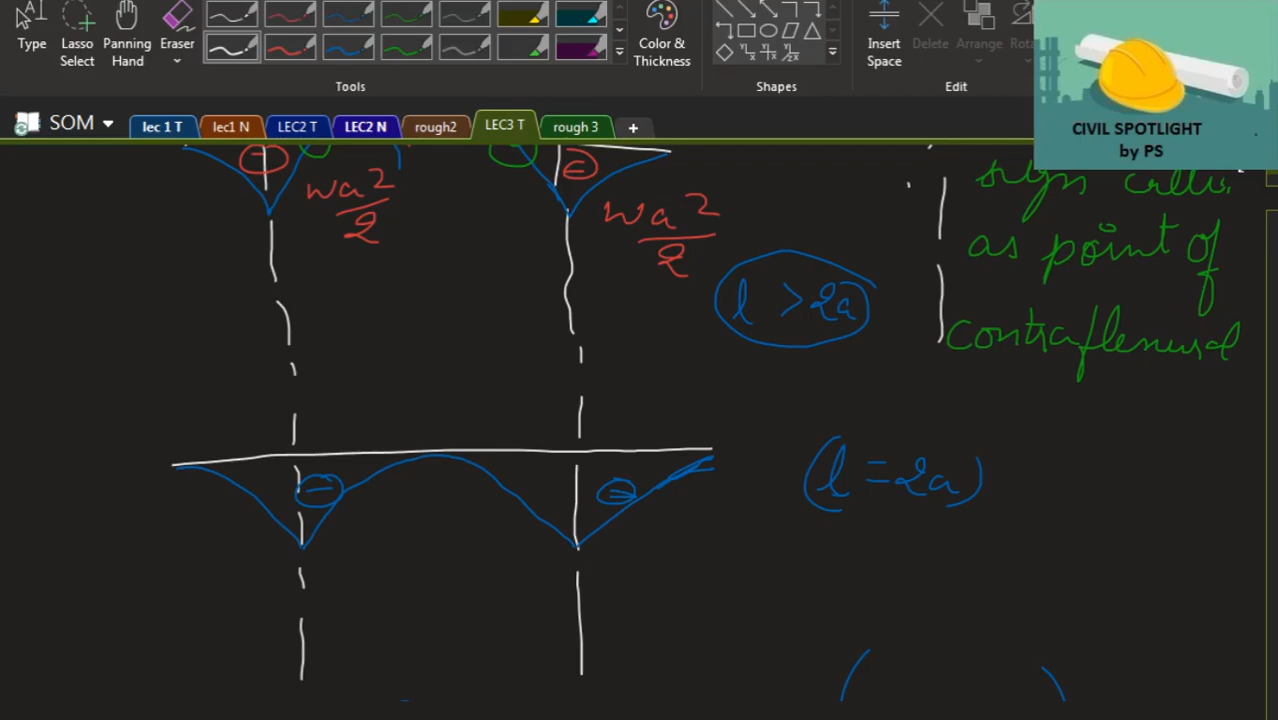 Type
Lasso
Select
Panning
Hand
Eraser
Color &
Thickness
Insert
Space
Delete
Arrange
Tools
Shapes
Edit
CIVIL SPOTLIGHT
by PS
SOM
lec 1 T
lec1 N
LEC2 T
LEC2 N
rough2
LEC3 T
rough 3
wa²/2
wa²/2
as point of
contraflexural
l > 2a
(l = 2a)